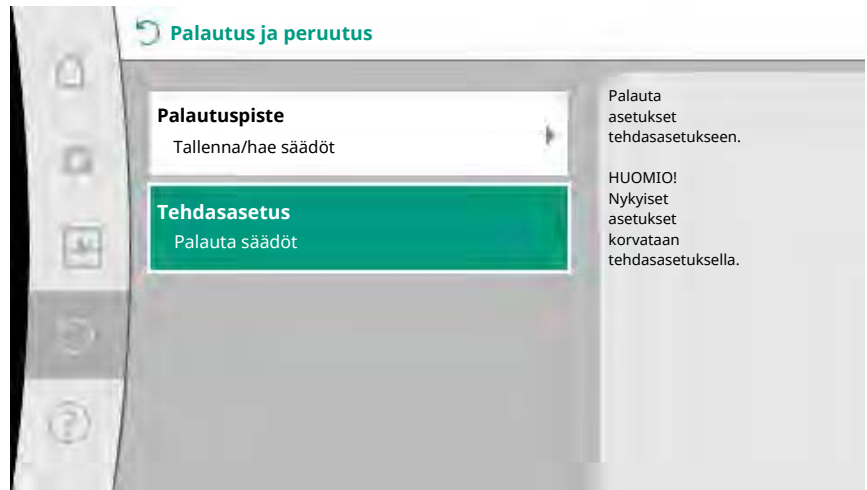 Palautus ja peruutus
Palautuspiste
Tallenna/hae säädöt
Tehdasasetus
Palauta säädöt
Palauta
asetukset
tehdasasetukseen.
HUOMIO!
Nykyiset
asetukset
korvataan
tehdasasetuksella.